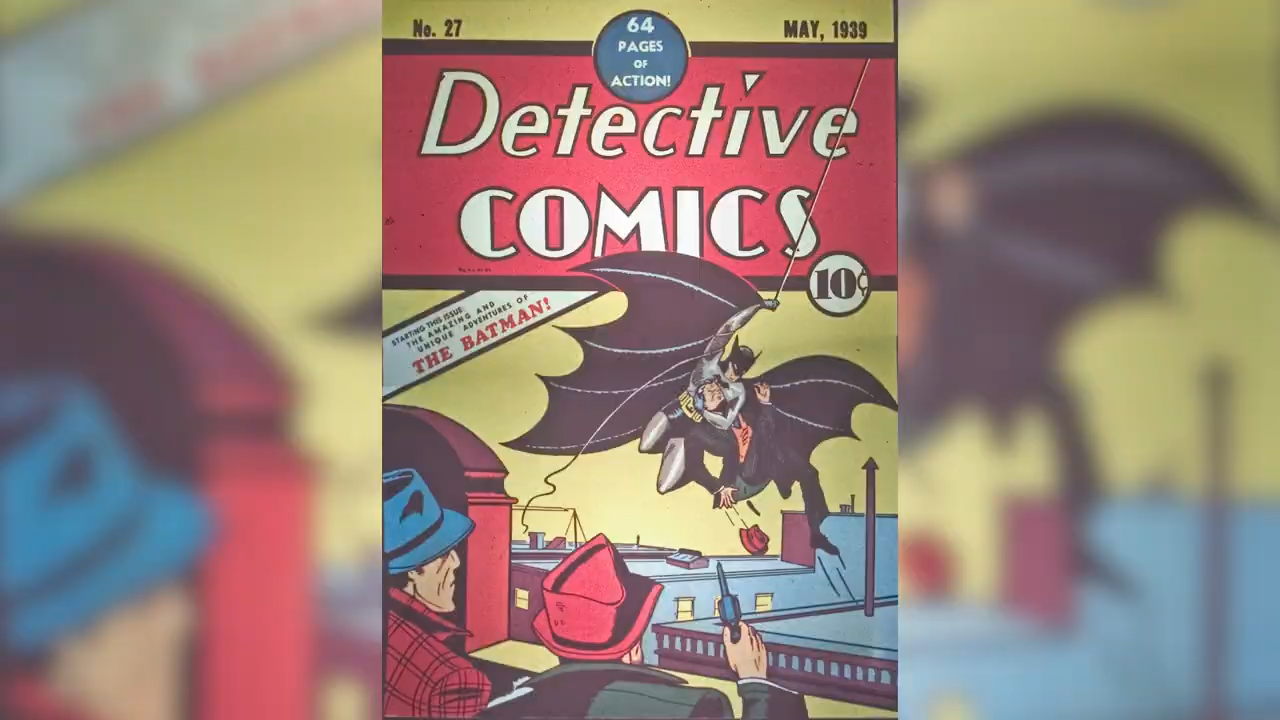 No. 27
64
PAGES
OF
ACTION!
MAY, 1939
Detective
COMICS
10¢
STARTING THIS ISSUE:
THE AMAZING AND
UNIQUE ADVENTURES OF
THE BATMAN!